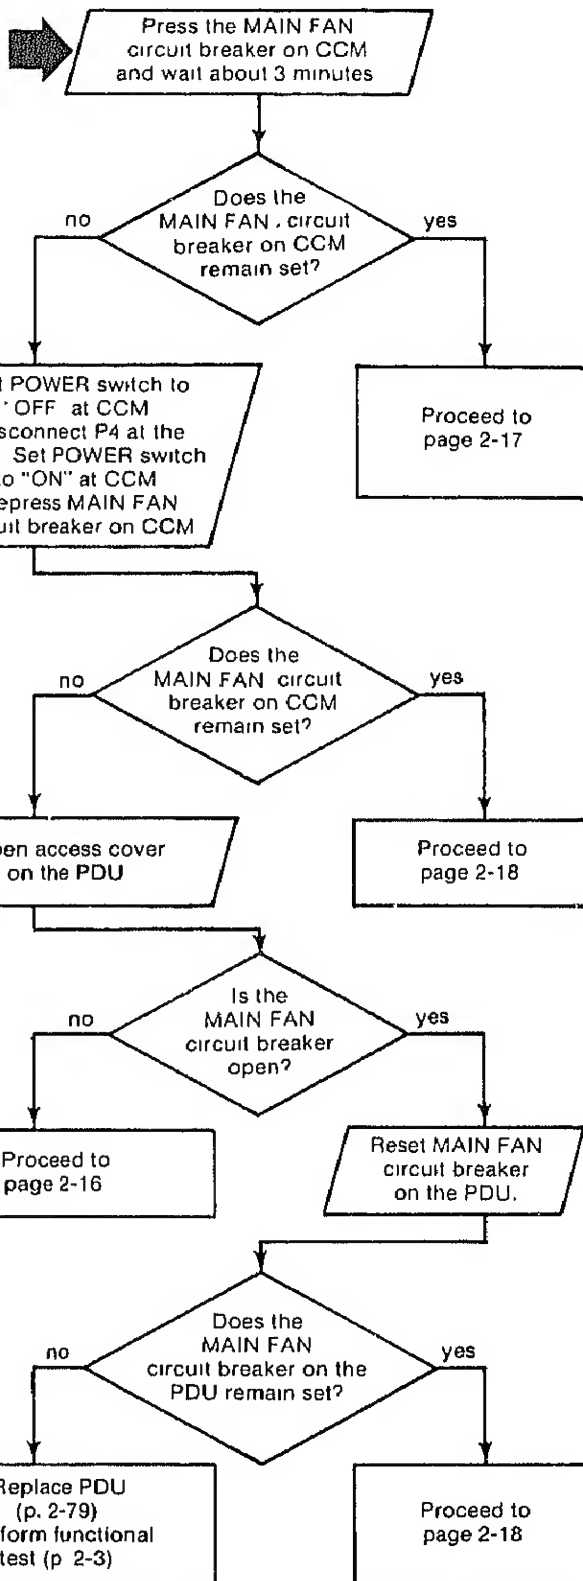 Press the MAIN FAN
circuit breaker on CCM
and wait about 3 minutes
Does the
MAIN FAN . circuit
breaker on CCM
remain set?
no
yes
t POWER switch to
" OFF at CCM
sconnect P4 at the
Set POWER switch
o "ON" at CCM
epress MAIN FAN
uit breaker on CCM
Proceed to
page 2-17
Does the
MAIN FAN circuit
breaker on CCM
remain set?
no
yes
pen access cover
on the PDU
Proceed to
page 2-18
Is the
MAIN FAN
circuit breaker
open?
no
yes
Proceed to
page 2-16
Reset MAIN FAN
circuit breaker
on the PDU.
Does the
MAIN FAN
circuit breaker on the
PDU remain set?
no
yes
Replace PDU
(p. 2-79)
form functional
test (p 2-3)
Proceed to
page 2-18